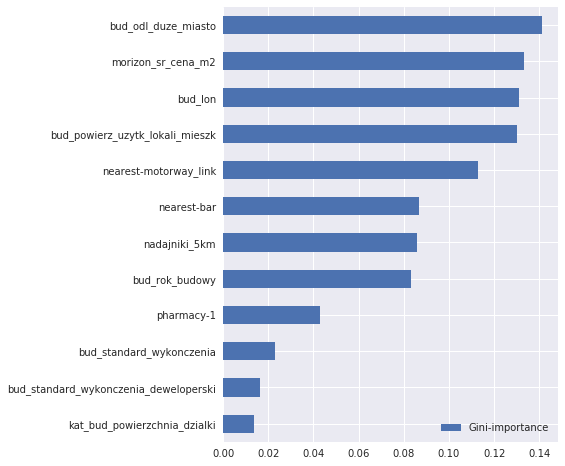 bud_odl_duze_miasto
morizon_sr_cena_m2
bud_lon
bud_powierz_uzytk_lokali_mieszk
nearest-motorway_link
nearest-bar
nadajniki_5km
bud_rok_budowy
pharmacy-1
bud_standard_wykonczenia
bud_standard_wykonczenia_deweloperski
kat_bud_powierzchnia_dzialki
Gini-importance
0.00 0.02 0.04 0.06 0.08 0.10 0.12 0.14